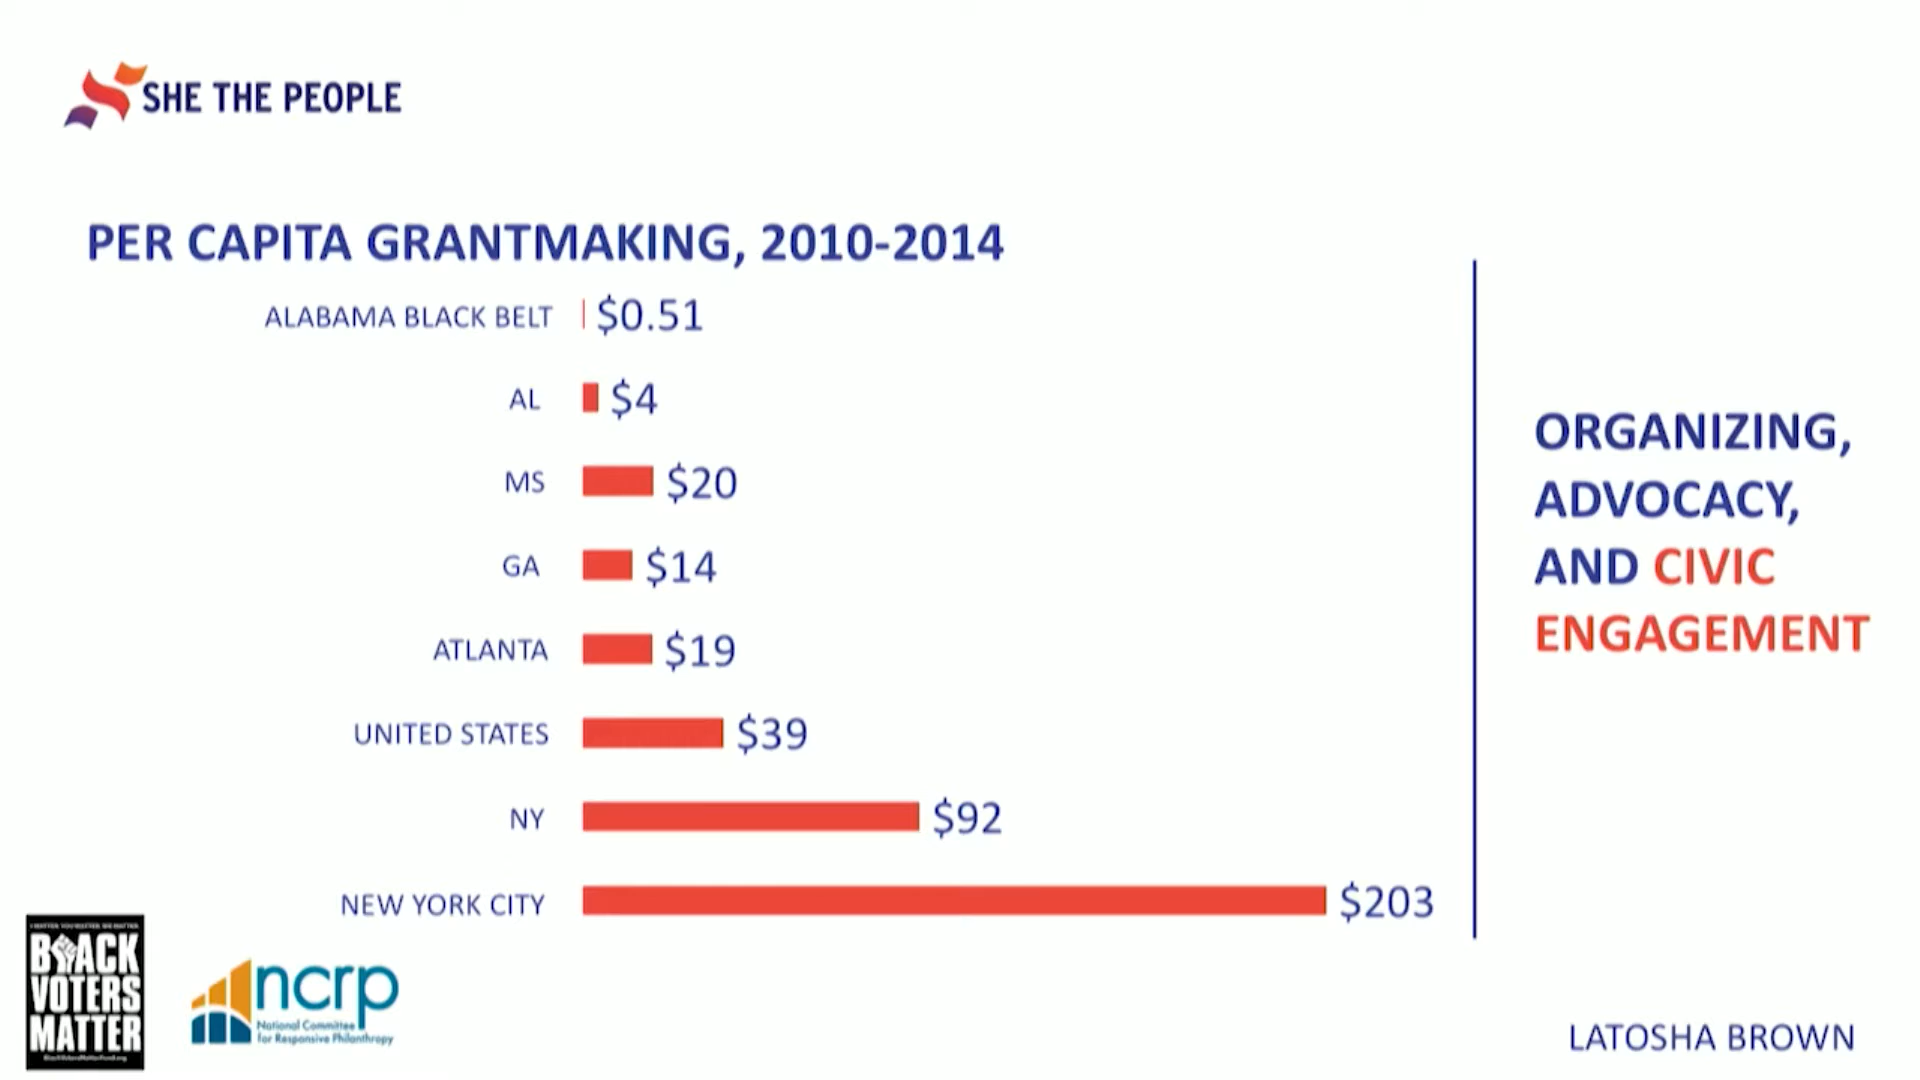 SHE THE PEOPLE
PER CAPITA GRANTMAKING, 2010-2014
ALABAMA BLACK BELT $0.51
AL $4
MS $20
GA $14
ATLANTA $19
UNITED STATES $39
NY $92
NEW YORK CITY $203
ORGANIZING,
ADVOCACY,
AND CIVIC
ENGAGEMENT
BLACK
VOTERS
MATTER
ncrp
National Committee
for Responsive Philanthropy
LATOSHA BROWN